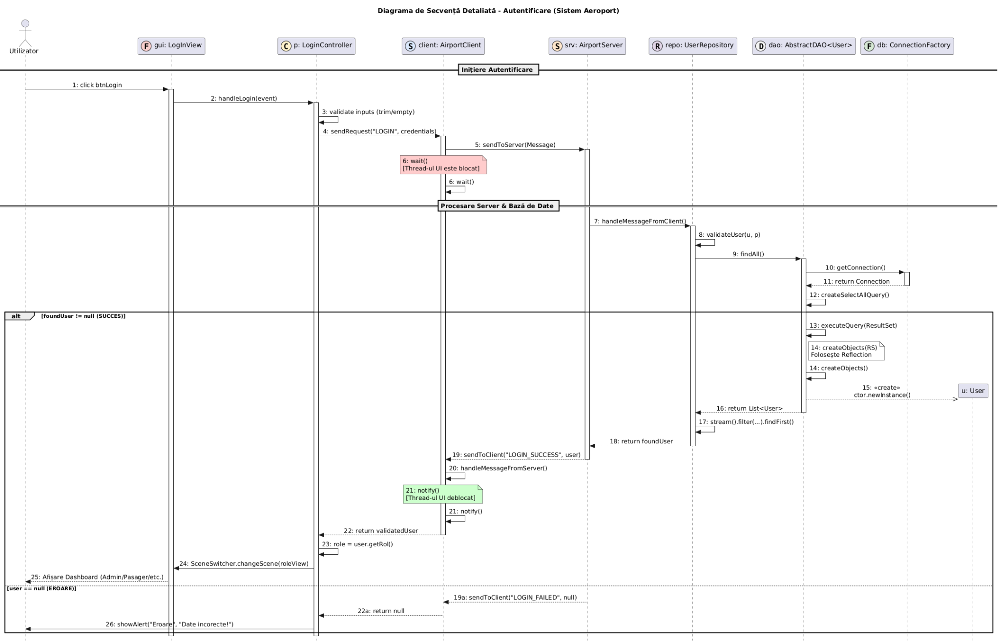 Diagrama de Secvență Detaliată - Autentificare (Sistem Aeroport)
Utilizator
F gui: LogInView
C p: LoginController
S client: AirportClient
S srv: AirportServer
R repo: UserRepository
D dao: AbstractDAO<User>
F db: ConnectionFactory
Inițiere Autentificare
1: click btnLogin
2: handleLogin(event)
3: validate inputs (trim/empty)
4: sendRequest("LOGIN", credentials)
5: sendToServer(Message)
6: wait()
[Thread-ul UI este blocat]
6: wait()
Procesare Server & Bază de Date
7: handleMessageFromClient()
8: validateUser(u, p)
9: findAll()
10: getConnection()
11: return Connection
12: createSelectAllQuery()
alt [foundUser != null (SUCCES)]
13: executeQuery(ResultSet)
14: createObjects(RS)
Folosește Reflection
14: createObjects()
15: «create»
ctor.newInstance()
u: User
16: return List<User>
17: stream().filter(...).findFirst()
18: return foundUser
19: sendToClient("LOGIN_SUCCESS", user)
20: handleMessageFromServer()
21: notify()
[Thread-ul UI deblocat]
21: notify()
22: return validatedUser
23: role = user.getRol()
24: SceneSwitcher.changeScene(roleView)
25: Afișare Dashboard (Admin/Pasager/etc.)
[user == null (EROARE)]
19a: sendToClient("LOGIN_FAILED", null)
22a: return null
26: showAlert("Eroare", "Date incorecte!")